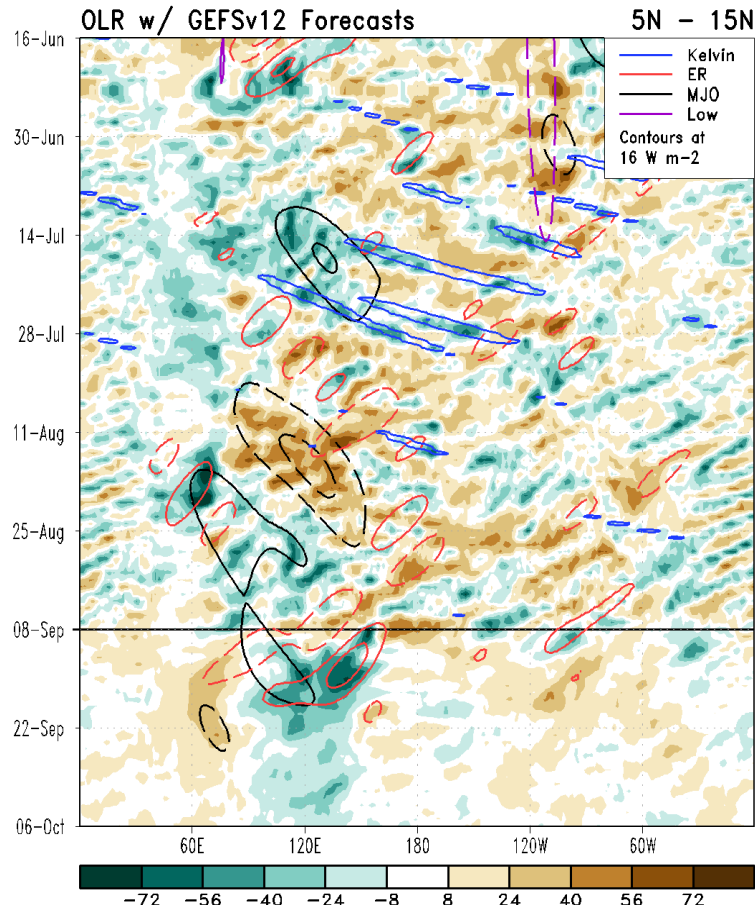 OLR w/ GEFSv12 Forecasts 5N - 15N
16-Jun
30-Jun
14-Jul
28-Jul
11-Aug
25-Aug
08-Sep
22-Sep
06-Oct
Kelvin
ER
MJO
Low
Contours at
16 W m-2
60E 120E 180 120W 60W
-72 -56 -40 -24 -8 8 24 40 56 72